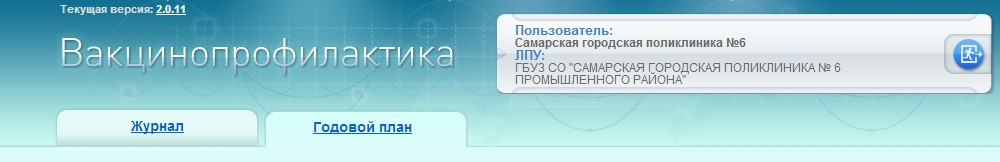 Текущая версия: 2.0.11
Вакцинопрофилактика
Пользователь:
Самарская городская поликлиника №6
ЛПУ:
ГБУЗ СО "САМАРСКАЯ ГОРОДСКАЯ ПОЛИКЛИНИКА № 6
ПРОМЫШЛЕННОГО РАЙОНА"
Журнал
Годовой план